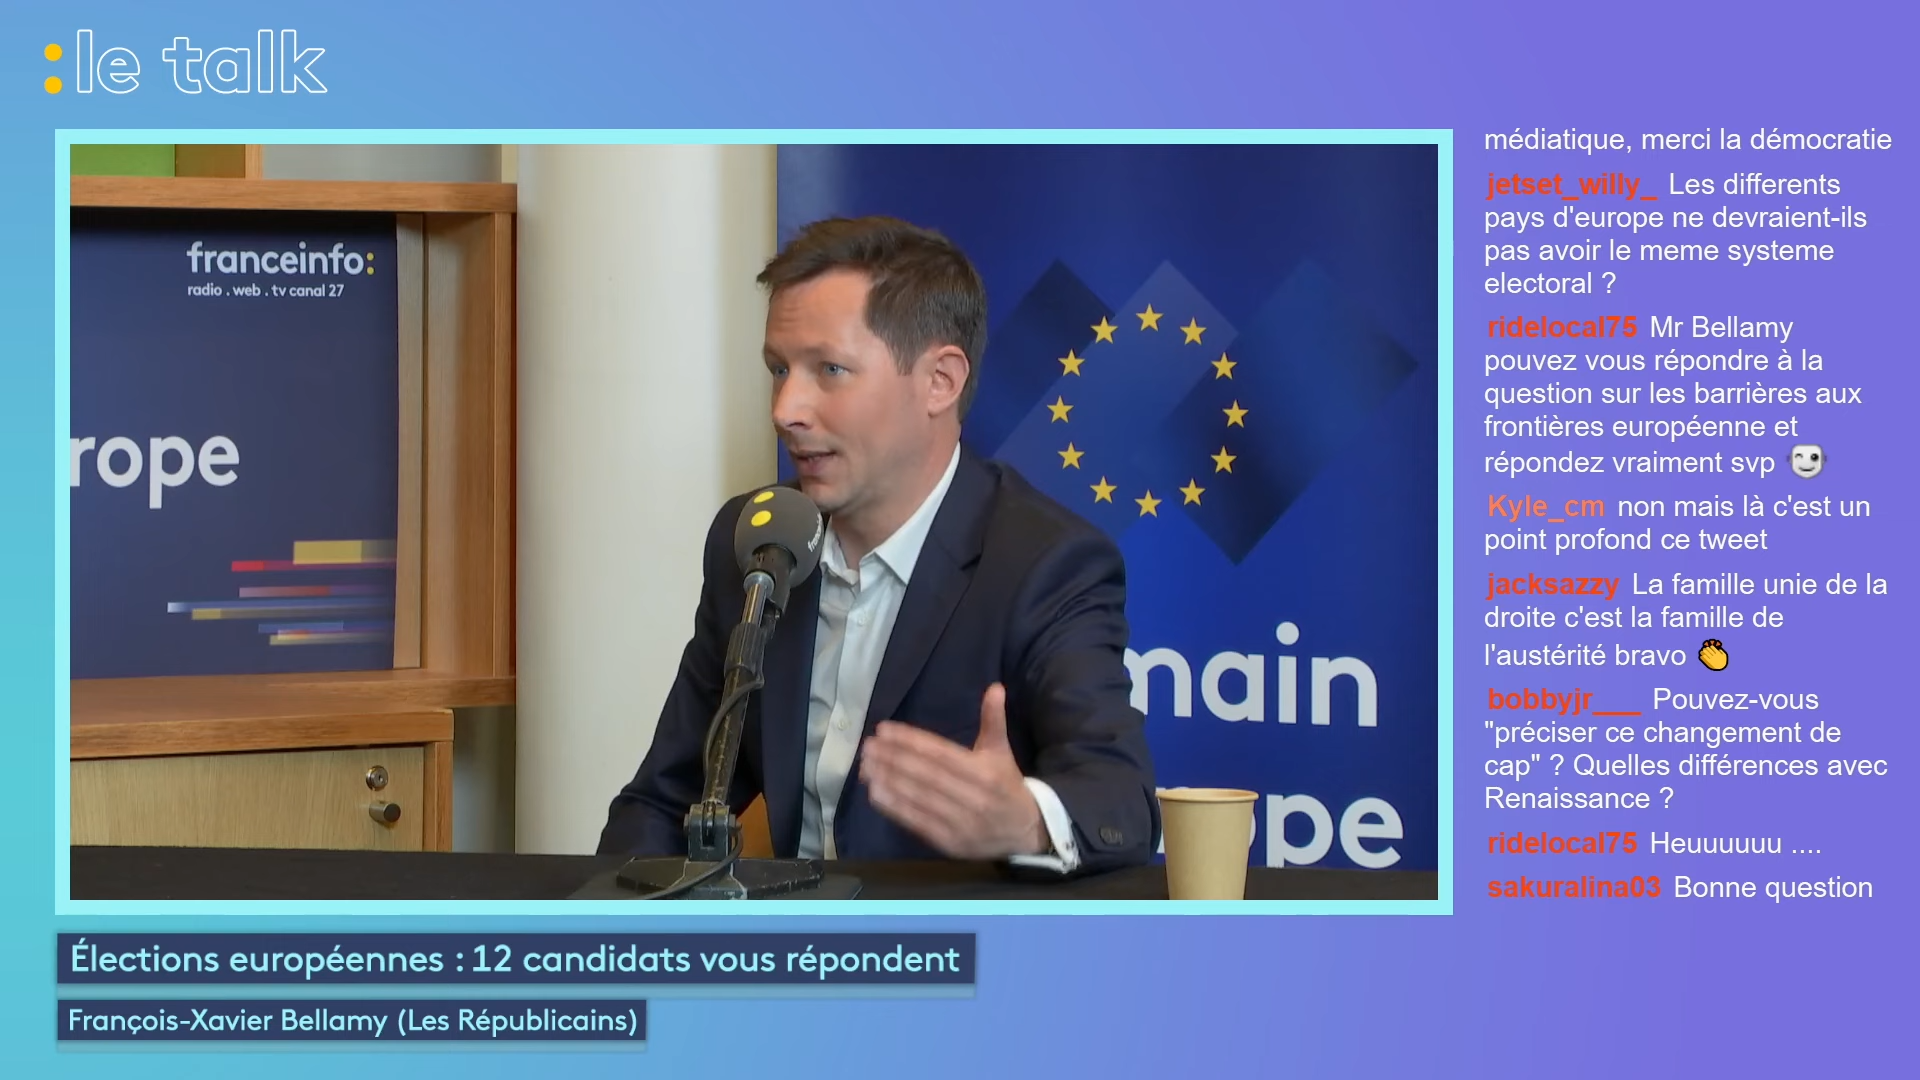 :le talk
franceinfo:
radio . web . tv canal 27
rope
main
ope
médiatique, merci la démocratie
jetset_willy_ Les differents
pays d'europe ne devraient-ils
pas avoir le meme systeme
electoral ?
ridelocal75 Mr Bellamy
pouvez vous répondre à la
question sur les barrières aux
frontières européenne et
répondez vraiment svp
Kyle_cm non mais là c'est un
point profond ce tweet
jacksazzy La famille unie de la
droite c'est la famille de
l'austérité bravo 👏
bobbyjr___ Pouvez-vous
"préciser ce changement de
cap" ? Quelles différences avec
Renaissance ?
ridelocal75 Heuuuuuu ....
sakuralina03 Bonne question
Élections européennes : 12 candidats vous répondent
François-Xavier Bellamy (Les Républicains)